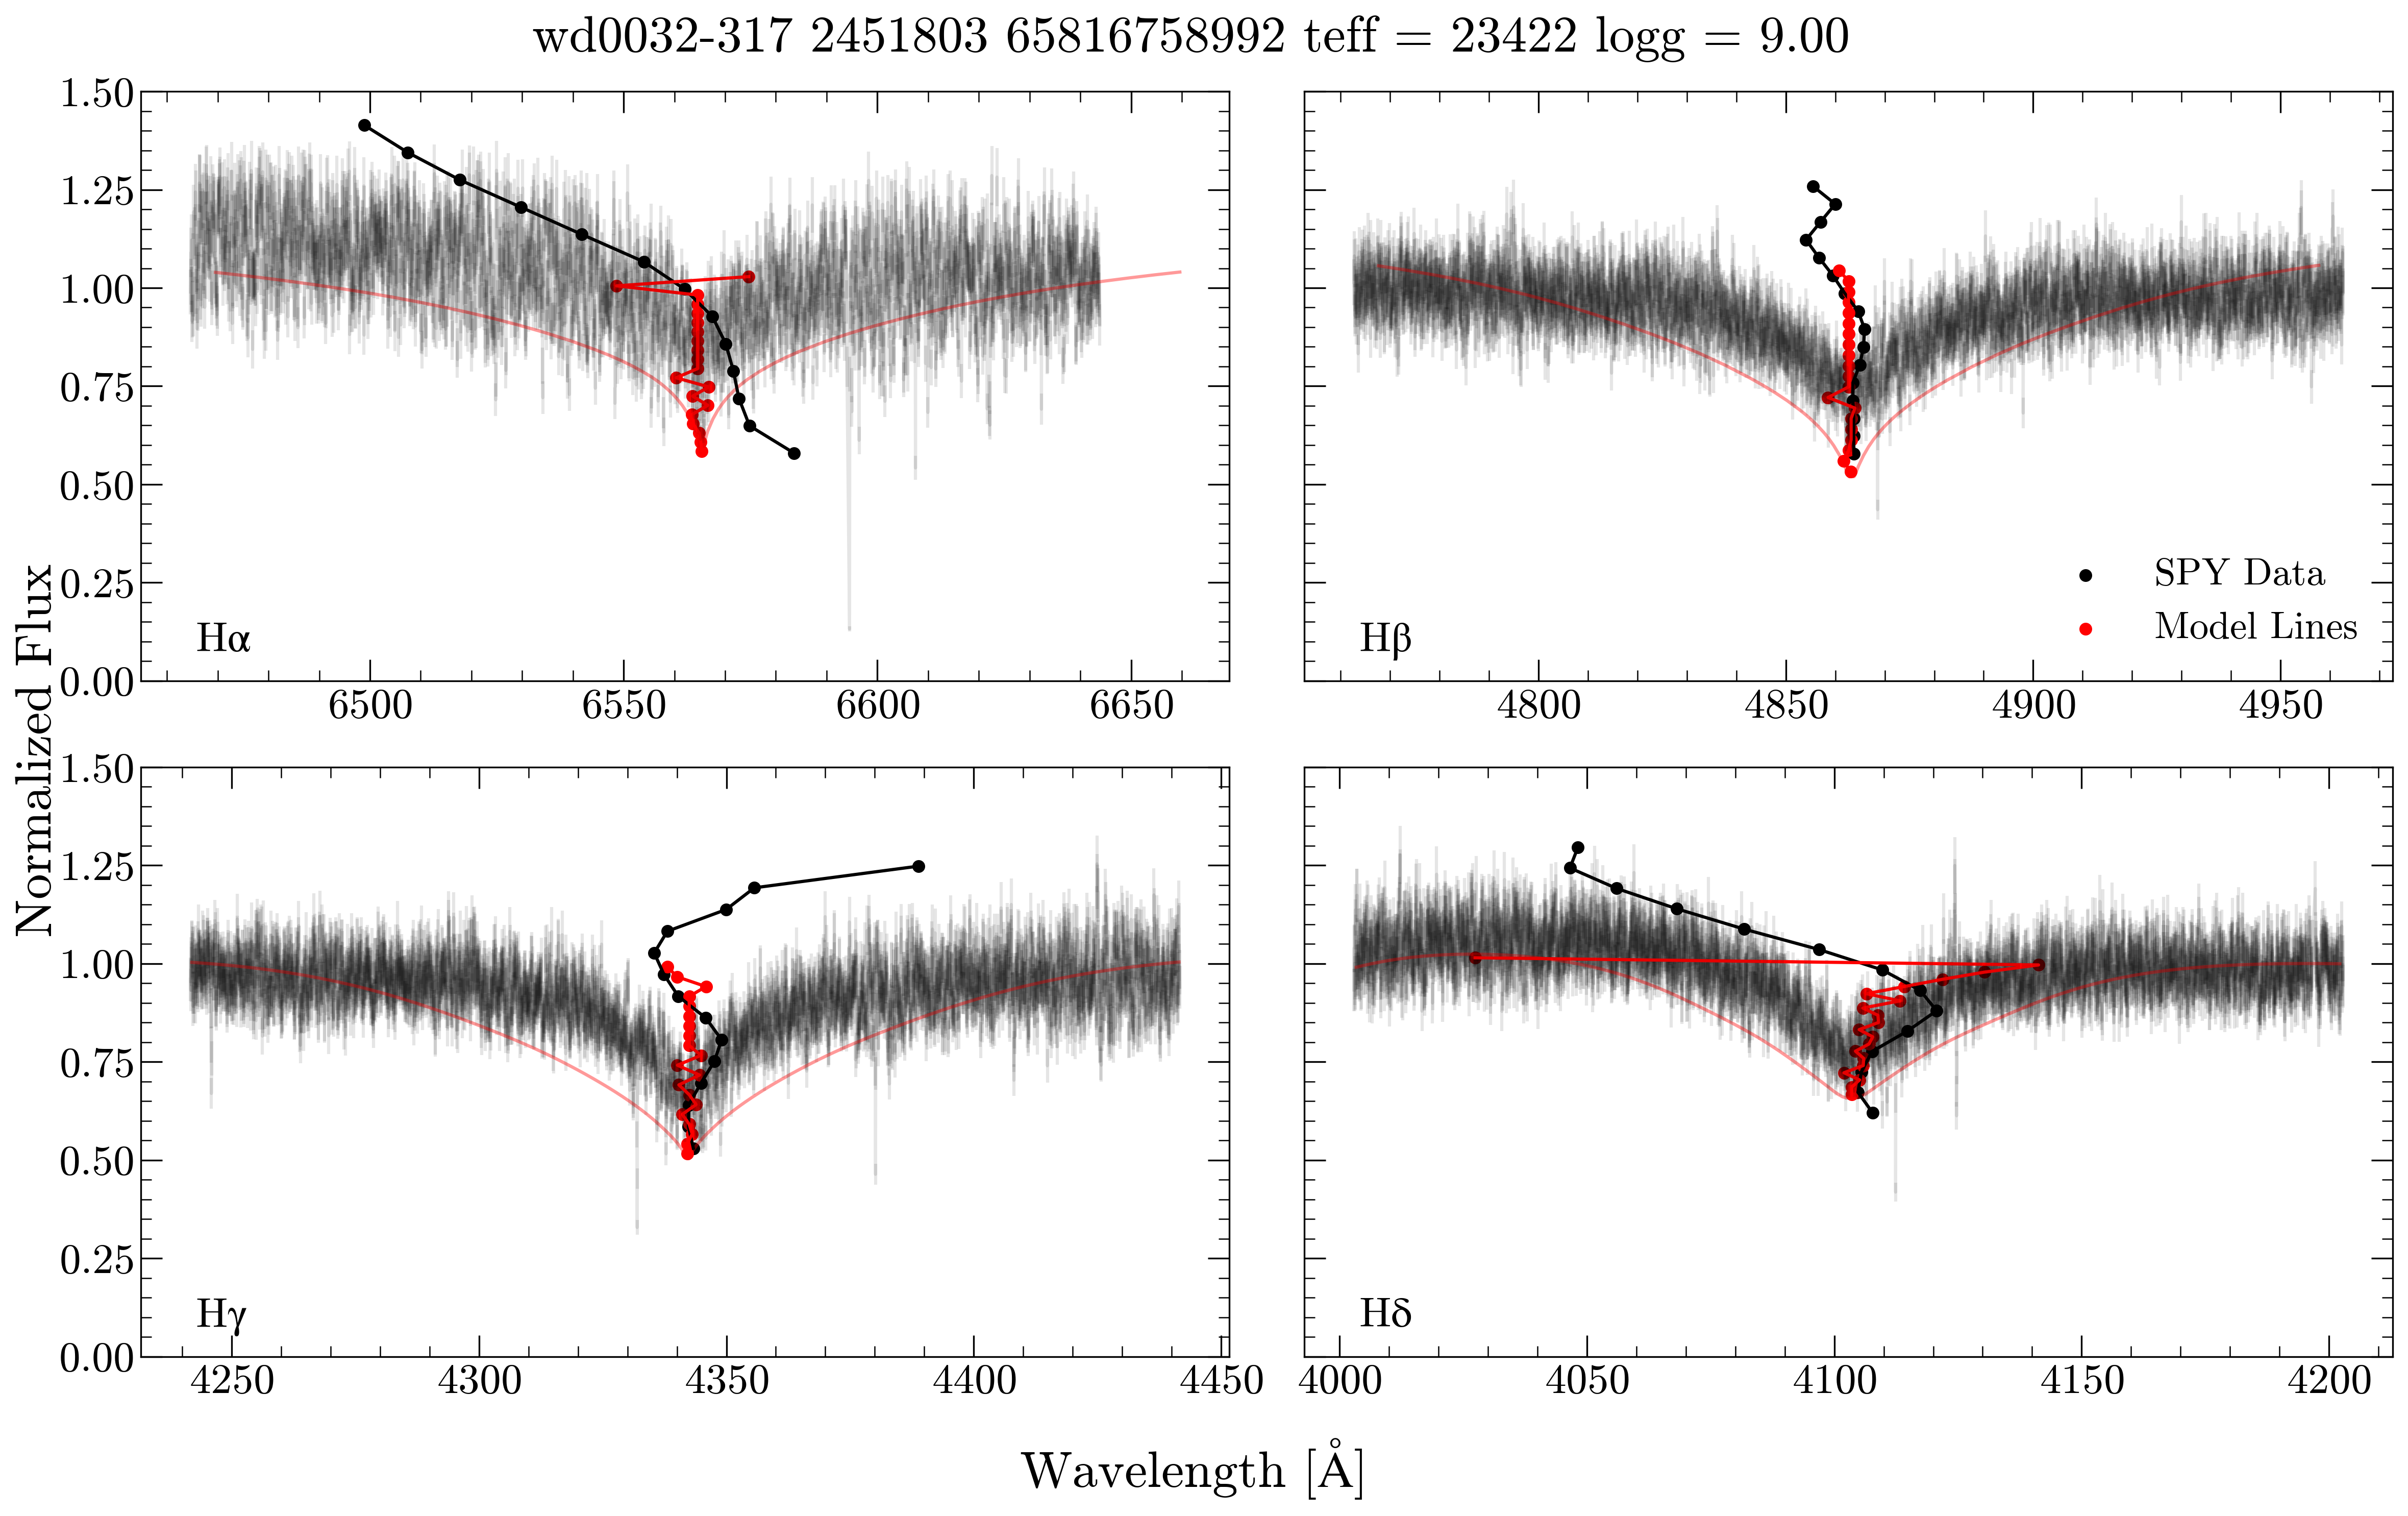 wd0032-317 2451803 65816758992 teff = 23422 logg = 9.00
Normalized Flux
1.50
1.25
1.00
0.75
0.50
0.25
0.00
Hα
6500 6550 6600 6650
Hβ
SPY Data
Model Lines
4800 4850 4900 4950
1.50
1.25
1.00
0.75
0.50
0.25
0.00
Hγ
4250 4300 4350 4400 4450
Hδ
4000 4050 4100 4150 4200
Wavelength [Å]